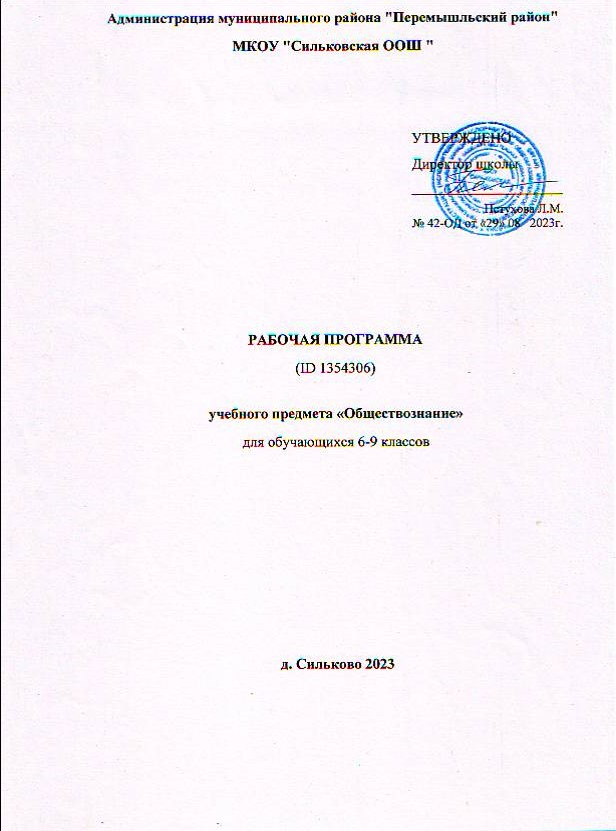 Администрация муниципального района "Перемышльский район"
МКОУ "Сильковская ООШ "
УТВЕРЖДЕНО
Директор школы
Петухова Л.М.
№ 42-ОД от «29» 08 2023г.
РАБОЧАЯ ПРОГРАММА
(ID 1354306)
учебного предмета «Обществознание»
для обучающихся 6-9 классов
д. Сильково 2023